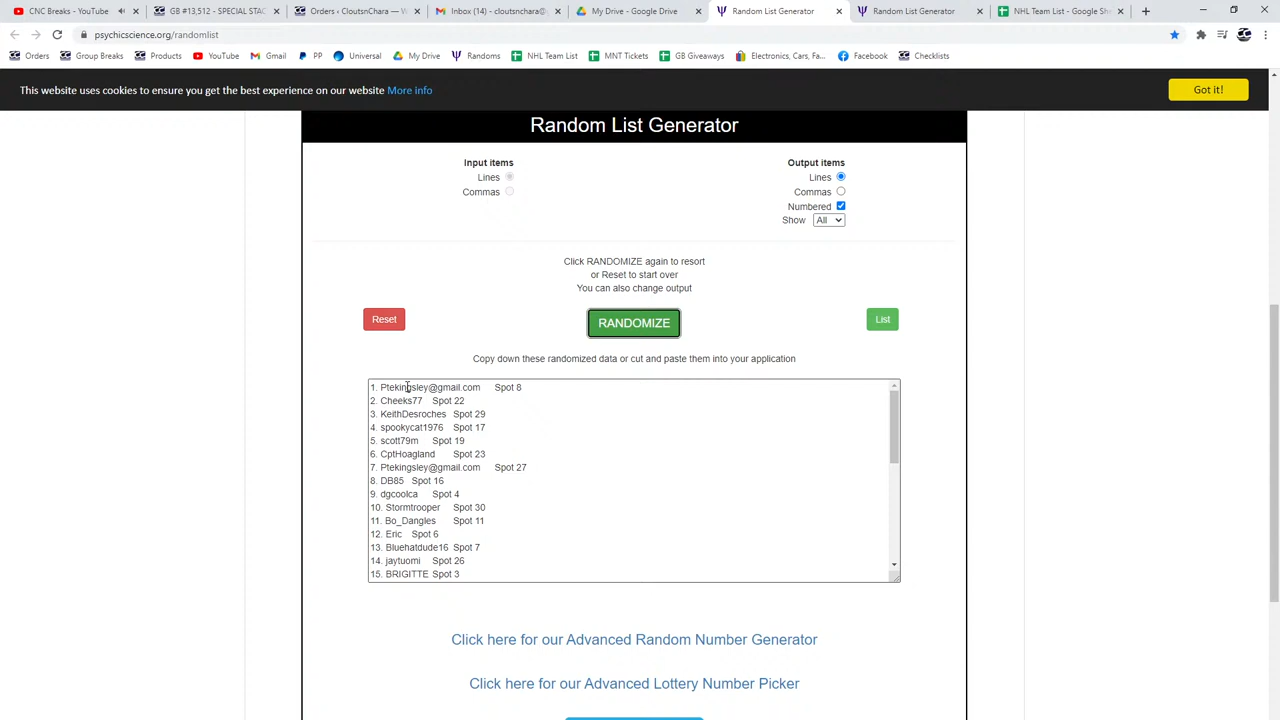 CNC Breaks - YouTube
GB #13,512 - SPECIAL STAC
Orders ‹ CloutsnChara — W
Inbox (14) - cloutsnchara@
My Drive - Google Drive
Random List Generator
Random List Generator
NHL Team List - Google She
psychicscience.org/randomlist
Orders
Group Breaks
Products
YouTube
Gmail
PP
Universal
My Drive
Randoms
NHL Team List
MNT Tickets
GB Giveaways
Electronics, Cars, Fa...
Facebook
Checklists
This website uses cookies to ensure you get the best experience on our website More info
Got it!
Random List Generator
Input items
Lines
Commas
Output items
Lines
Commas
Numbered
Show All
Click RANDOMIZE again to resort
or Reset to start over
You can also change output
Reset
RANDOMIZE
List
Copy down these randomized data or cut and paste them into your application
1. Ptekingsley@gmail.com Spot 8
2. Cheeks77 Spot 22
3. KeithDesroches Spot 29
4. spookycat1976 Spot 17
5. scott79m Spot 19
6. CptHoagland Spot 23
7. Ptekingsley@gmail.com Spot 27
8. DB85 Spot 16
9. dgcoolca Spot 4
10. Stormtrooper Spot 30
11. Bo_Dangles Spot 11
12. Eric Spot 6
13. Bluehatdude16 Spot 7
14. jaytuomi Spot 26
15. BRIGITTE Spot 3
Click here for our Advanced Random Number Generator
Click here for our Advanced Lottery Number Picker